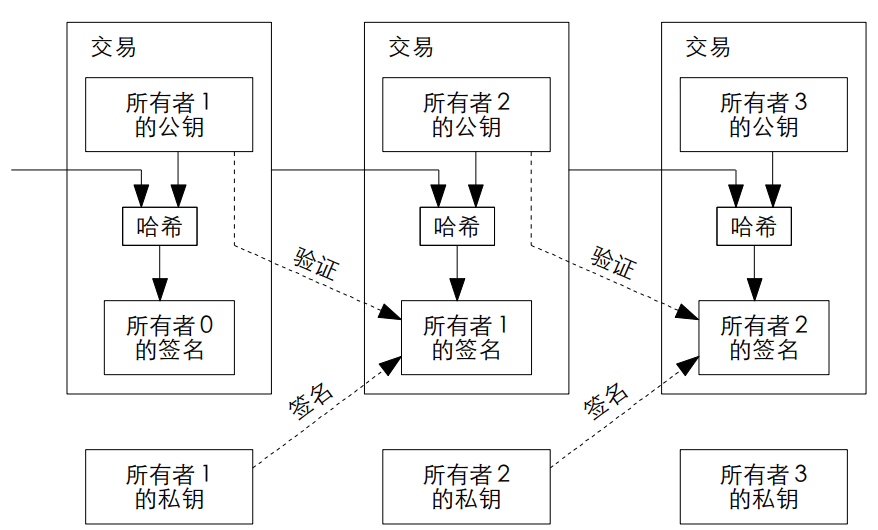 交易
交易
交易
所有者1
的公钥
所有者2
的公钥
所有者3
的公钥
哈希
哈希
哈希
验证
验证
所有者0
的签名
所有者1
的签名
所有者2
的签名
签名
签名
所有者1
的私钥
所有者2
的私钥
所有者3
的私钥